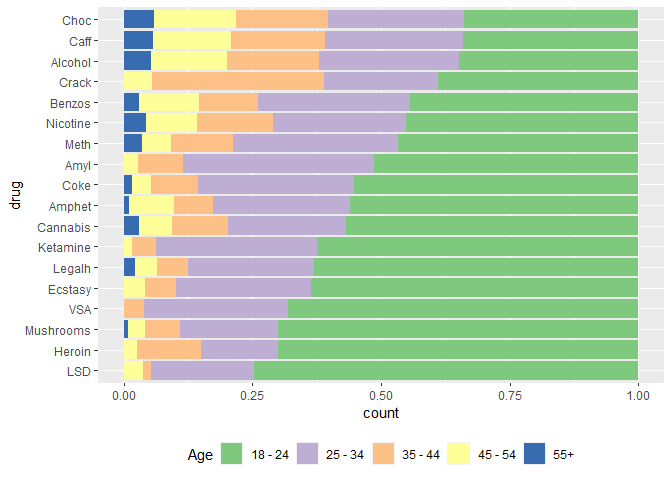 Choc
Caff
Alcohol
Crack
Benzos
Nicotine
Meth
Amyl
Coke
Amphet
Cannabis
Ketamine
Legalh
Ecstasy
VSA
Mushrooms
Heroin
LSD
drug
0.00 0.25 0.50 0.75 1.00
count
Age 18 - 24 25 - 34 35 - 44 45 - 54 55+